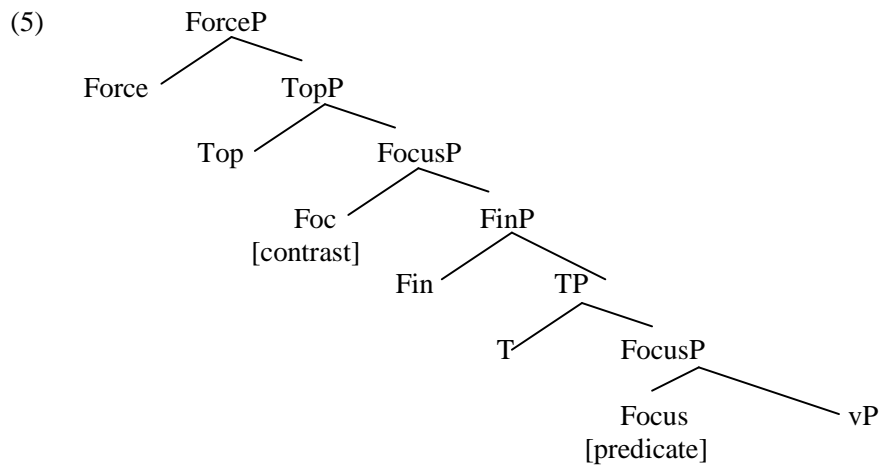 (5) ForceP
Force TopP
Top FocusP
Foc FinP
[contrast]
Fin TP
T FocusP
Focus vP
[predicate]